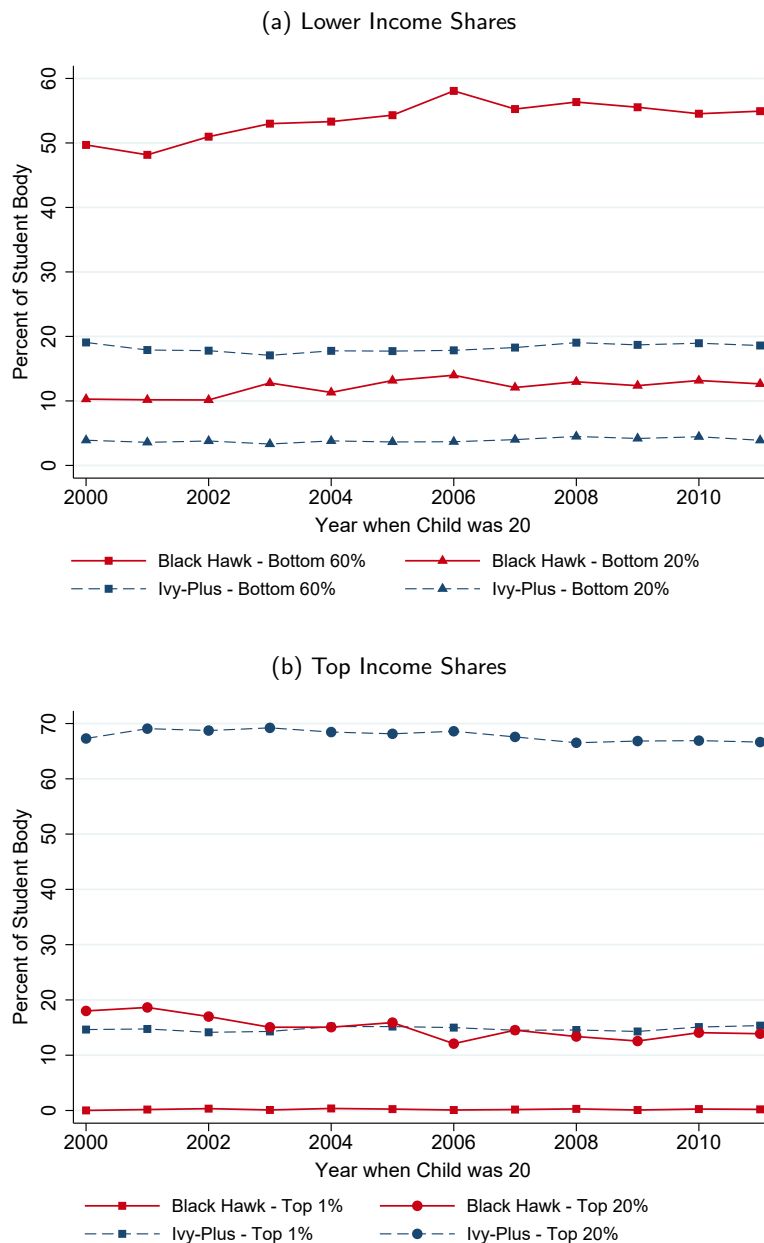 (a) Lower Income Shares
Percent of Student Body
60
50
40
30
20
10
0
2000 2002 2004 2006 2008 2010
Year when Child was 20
Black Hawk - Bottom 60% Black Hawk - Bottom 20%
Ivy-Plus - Bottom 60% Ivy-Plus - Bottom 20%
(b) Top Income Shares
Percent of Student Body
70
60
50
40
30
20
10
0
2000 2002 2004 2006 2008 2010
Year when Child was 20
Black Hawk - Top 1% Black Hawk - Top 20%
Ivy-Plus - Top 1% Ivy-Plus - Top 20%